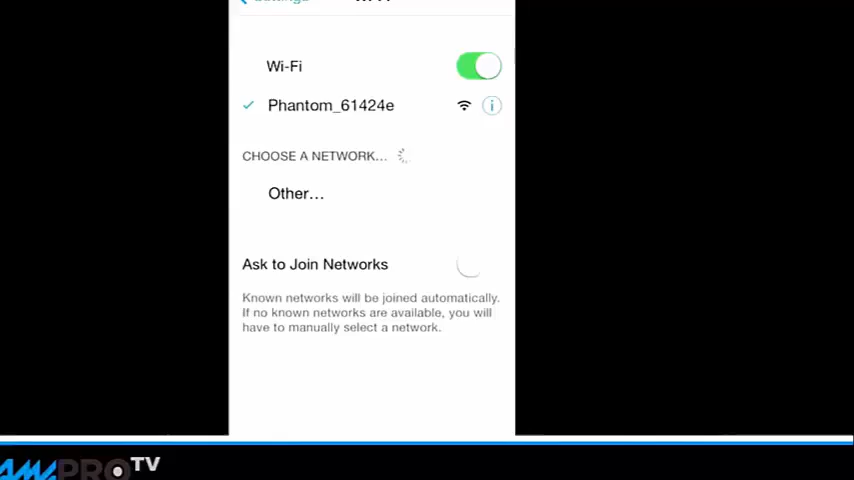 Wi-Fi
Phantom_61424e
CHOOSE A NETWORK...
Other...
Ask to Join Networks
Known networks will be joined automatically.
If no known networks are available, you will
have to manually select a network.
PRO TV